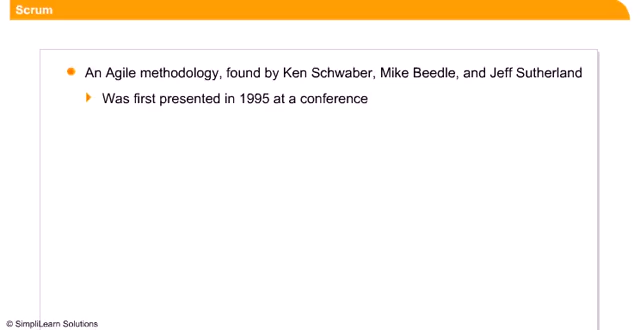 Scrum
An Agile methodology, found by Ken Schwaber, Mike Beedle, and Jeff Sutherland
Was first presented in 1995 at a conference
© SimpliLearn Solutions